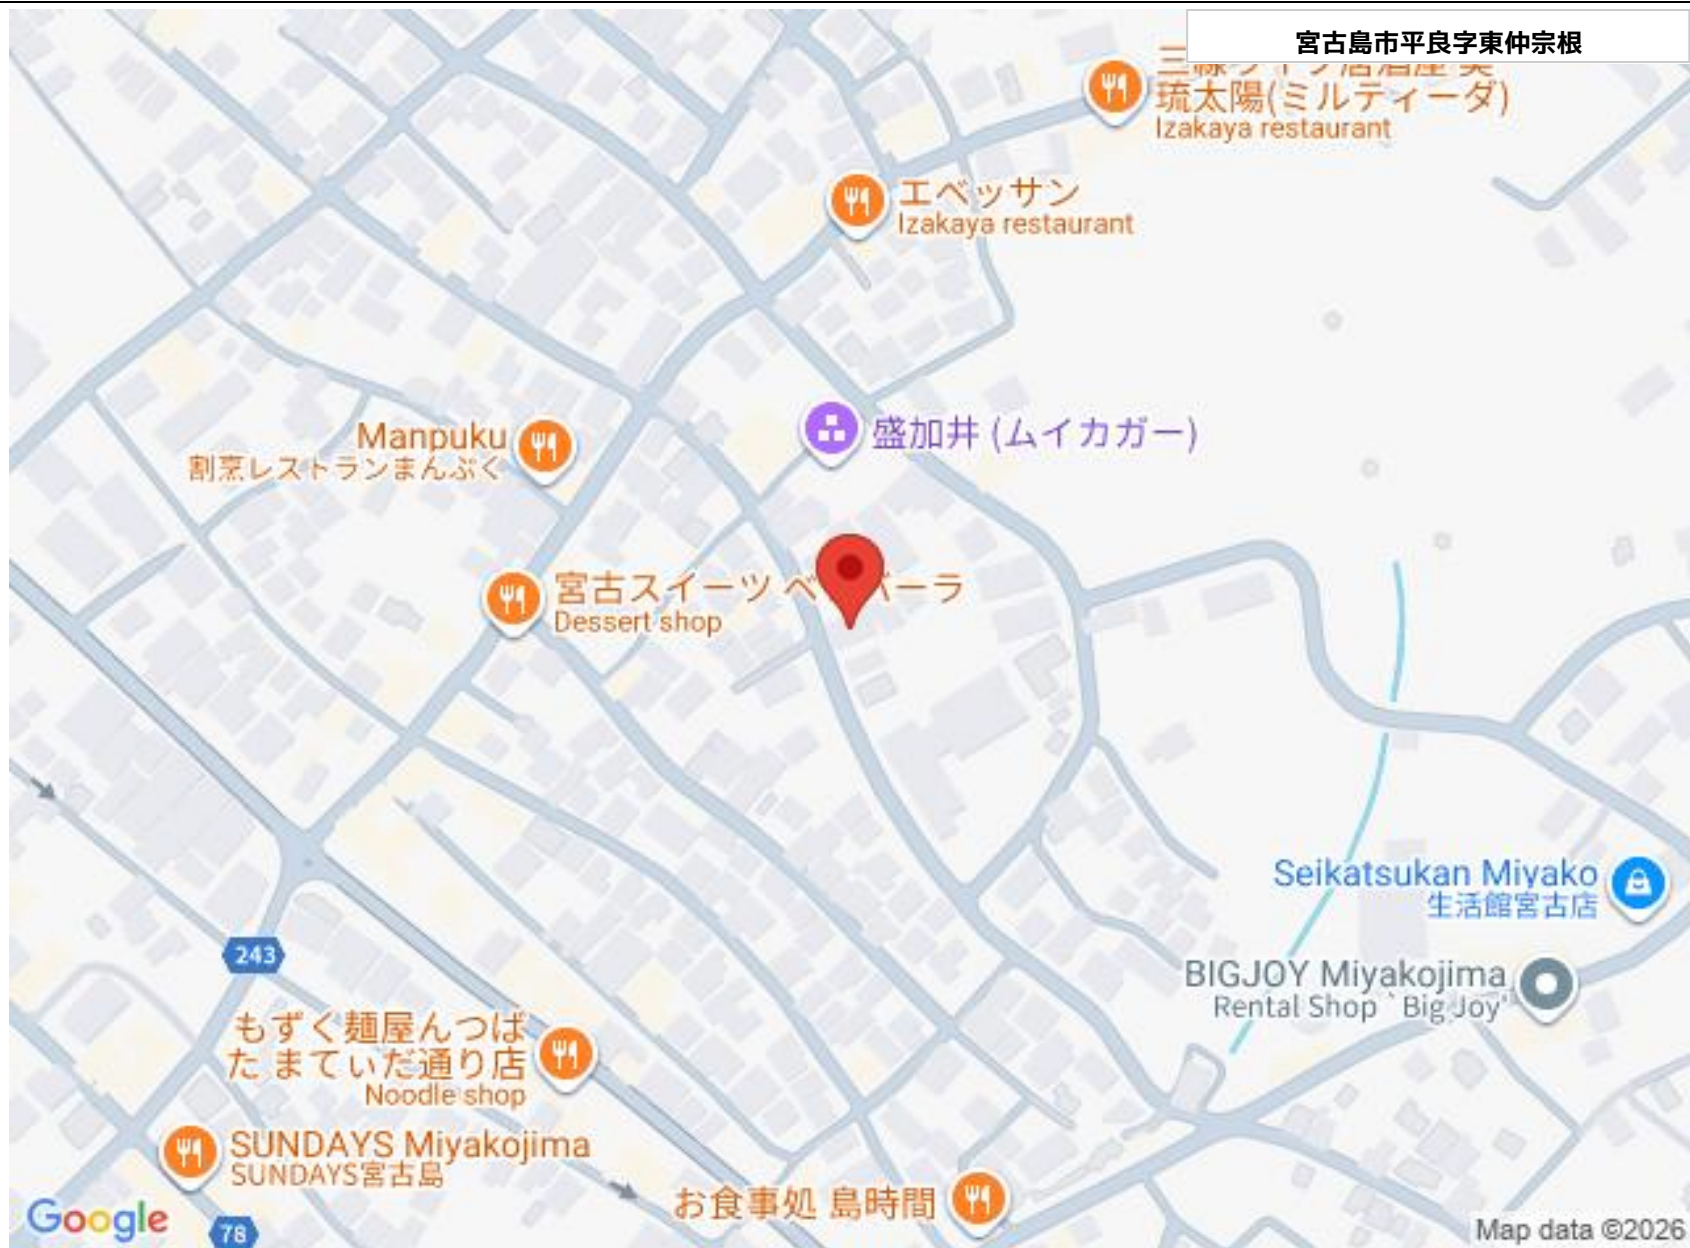 宮古島市平良字東仲宗根
琉太陽(ミルティーダ)
Izakaya restaurant
エベッサン
Izakaya restaurant
盛加井 (ムイカガー)
Manpuku
割烹レストランまんぷく
宮古スイーツ ベ ーラ
Dessert shop
Seikatsukan Miyako
生活館宮古店
243
BIGJOY Miyakojima
Rental Shop `Big Joy'
もずく麺屋んつば
た まてぃだ通り店
Noodle shop
SUNDAYS Miyakojima
SUNDAYS宮古島
お食事処 島時間
Google
78
Map data ©2026